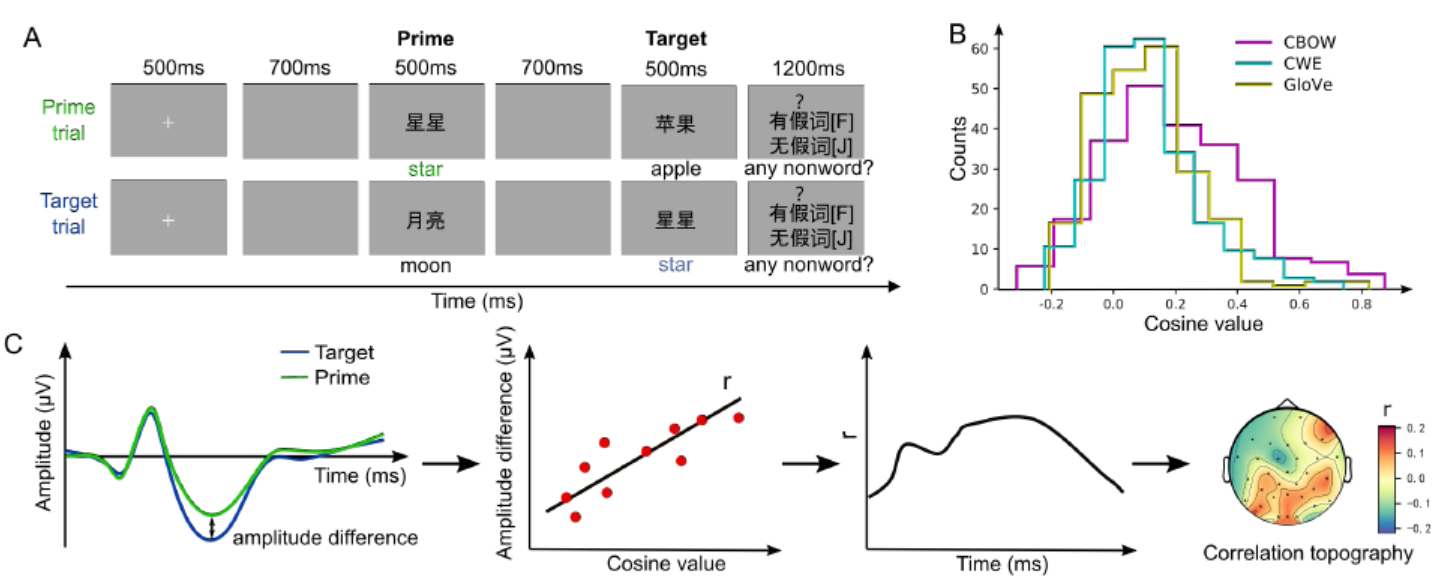 A
Prime
Target
500ms
700ms
500ms
700ms
500ms
1200ms
Prime
trial
+
星星
苹果
?
有假词[F]
无假词[J]
star
apple
any nonword?
Target
trial
+
月亮
星星
?
有假词[F]
无假词[J]
moon
star
any nonword?
Time (ms)
B
CBOW
CWE
GloVe
Counts
60
50
40
30
20
10
0
-0.2
0.0
0.2
0.4
0.6
0.8
Cosine value
C
Amplitude (μV)
Target
Prime
Time (ms)
amplitude difference
Amplitude difference (μV)
r
Cosine value
r
Time (ms)
r
0.2
0.1
0.0
-0.1
-0.2
Correlation topography